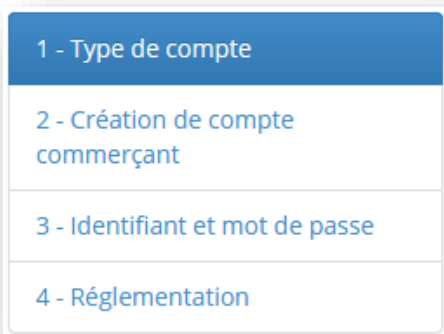 1 - Type de compte
2 - Création de compte
commerçant
3 - Identifiant et mot de passe
4 - Réglementation